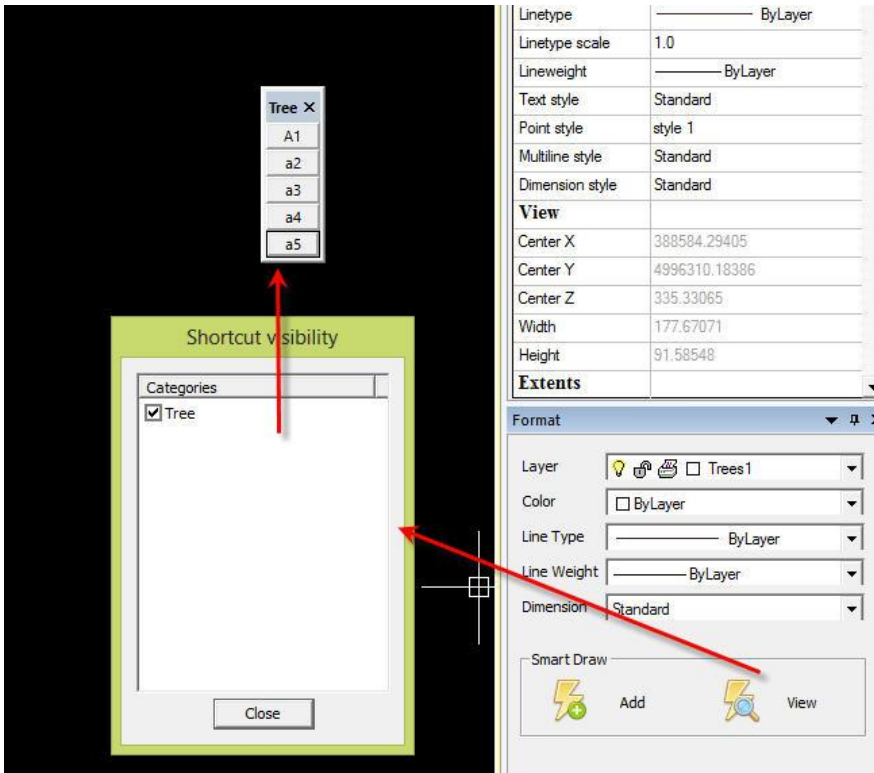 Tree
A1
a2
a3
a4
a5
Shortcut visibility
Categories
Tree
Close
Linetype ByLayer
Linetype scale 1.0
Lineweight ByLayer
Text style Standard
Point style style 1
Multiline style Standard
Dimension style Standard
View
Center X 388584.29405
Center Y 4996310.18386
Center Z 335.33065
Width 177.67071
Height 91.58548
Extents
Format
Layer Trees1
Color ByLayer
Line Type ByLayer
Line Weight ByLayer
Dimension Standard
Smart Draw
Add View